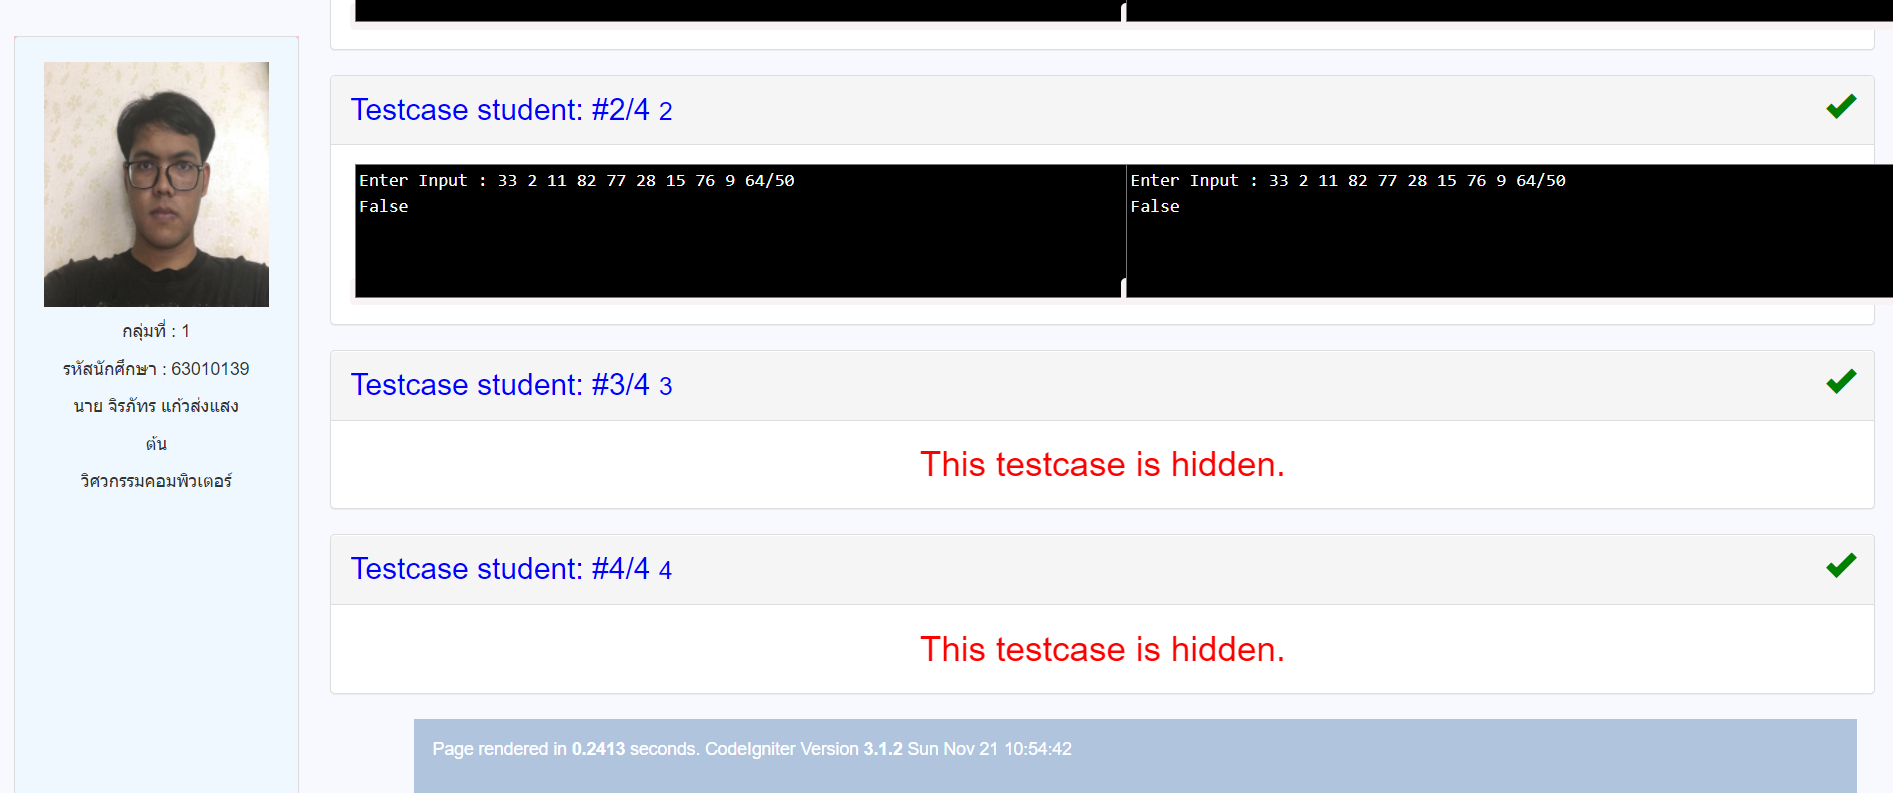 กลุ่มที่ : 1
รหัสนักศึกษา : 63010139
นาย จิรภัทร แก้วส่งแสง
ต้น
วิศวกรรมคอมพิวเตอร์
Testcase student: #2/4 2
Enter Input : 33 2 11 82 77 28 15 76 9 64/50
False
Enter Input : 33 2 11 82 77 28 15 76 9 64/50
False
Testcase student: #3/4 3
This testcase is hidden.
Testcase student: #4/4 4
This testcase is hidden.
Page rendered in 0.2413 seconds. CodeIgniter Version 3.1.2 Sun Nov 21 10:54:42